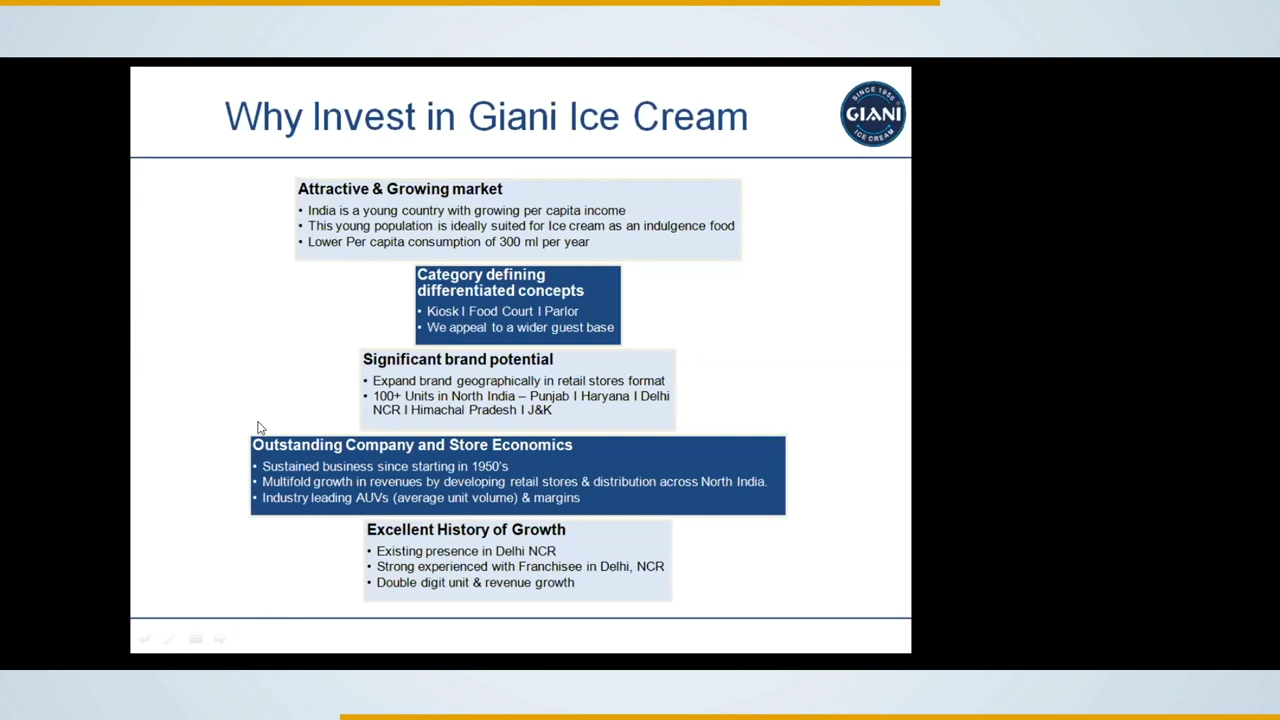 Why Invest in Giani Ice Cream
SINCE 1956
GIANI
ICE CREAM
Attractive & Growing market
• India is a young country with growing per capita income
• This young population is ideally suited for Ice cream as an indulgence food
• Lower Per capita consumption of 300 ml per year
Category defining
differentiated concepts
• Kiosk I Food Court I Parlor
• We appeal to a wider guest base
Significant brand potential
• Expand brand geographically in retail stores format
• 100+ Units in North India – Punjab I Haryana I Delhi
NCR I Himachal Pradesh I J&K
Outstanding Company and Store Economics
• Sustained business since starting in 1950's
• Multifold growth in revenues by developing retail stores & distribution across North India.
• Industry leading AUVs (average unit volume) & margins
Excellent History of Growth
• Existing presence in Delhi NCR
• Strong experienced with Franchisee in Delhi, NCR
• Double digit unit & revenue growth